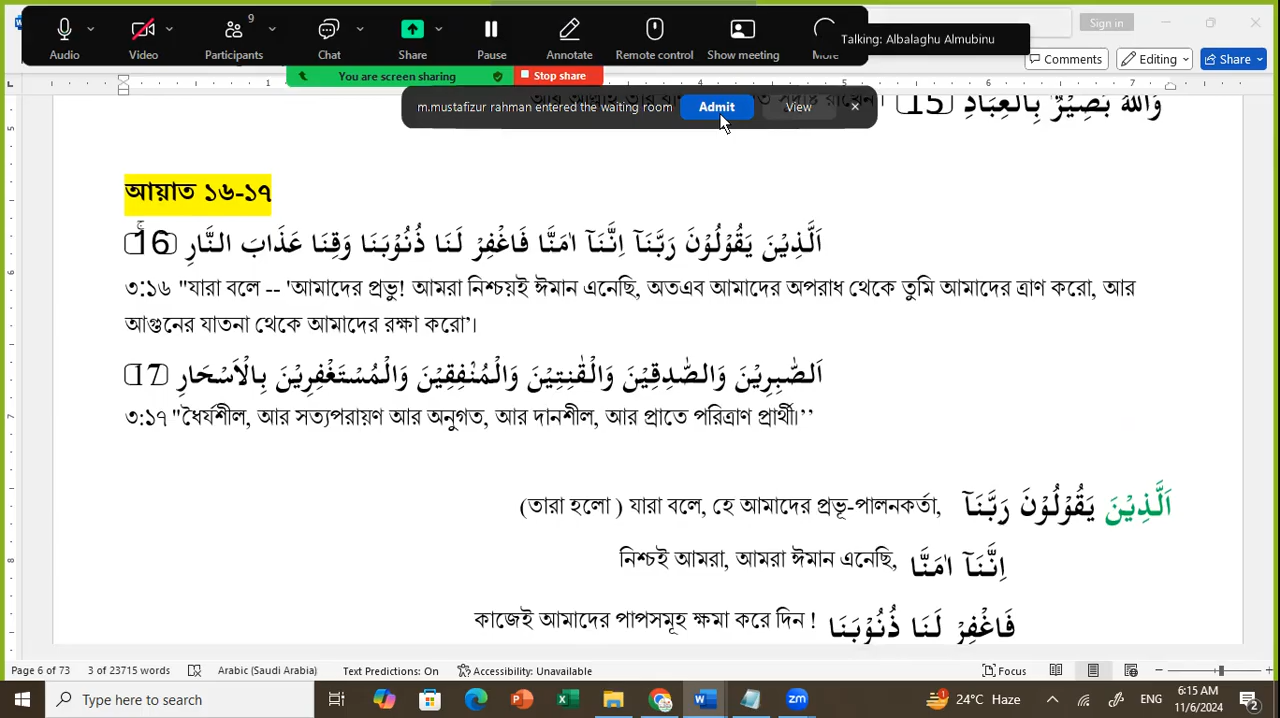 Audio
Video
9
Participants
Chat
Share
Pause
Annotate
Remote control
Show meeting
More
Talking: Albalaghu Almubinu
Sign in
You are screen sharing
Stop share
Comments
Editing
Share
m.mustafizur rahman entered the waiting room
Admit
View
وَاللّٰهُ بَصِيْرٌۢ بِالْعِبَادِ 15
আয়াত ১৬-১৭
اَلَّذِيْنَ يَقُوْلُوْنَ رَبَّنَآ اِنَّنَآ اٰمَنَّا فَاغْفِرْ لَنَا ذُنُوْبَنَا وَقِنَا عَذَابَ النَّارِ 16
৩:১৬ "যারা বলে -- 'আমাদের প্রভু! আমরা নিশ্চয়ই ঈমান এনেছি, অতএব আমাদের অপরাধ থেকে তুমি আমাদের ত্রাণ করো, আর
আগুনের যাতনা থেকে আমাদের রক্ষা করো’।
اَلصّٰبِرِيْنَ وَالصّٰدِقِيْنَ وَالْقٰنِتِيْنَ وَالْمُنْفِقِيْنَ وَالْمُسْتَغْفِرِيْنَ بِالْاَسْحَارِ 17
৩:১৭ "ধৈর্যশীল, আর সত্যপরায়ণ আর অনুগত, আর দানশীল, আর প্রাতে পরিত্রাণ প্রার্থী।’’
اَلَّذِيْنَ يَقُوْلُوْنَ رَبَّنَآ (তারা হলো ) যারা বলে, হে আমাদের প্রভূ-পালনকর্তা,
اِنَّنَآ اٰمَنَّا নিশ্চই আমরা, আমরা ঈমান এনেছি,
فَاغْفِرْ لَنَا ذُنُوْبَنَا কাজেই আমাদের পাপসমূহ ক্ষমা করে দিন !
Page 6 of 73
3 of 23715 words
Arabic (Saudi Arabia)
Text Predictions: On
Accessibility: Unavailable
Focus
Type here to search
24°C Haze
ENG
6:15 AM
11/6/2024